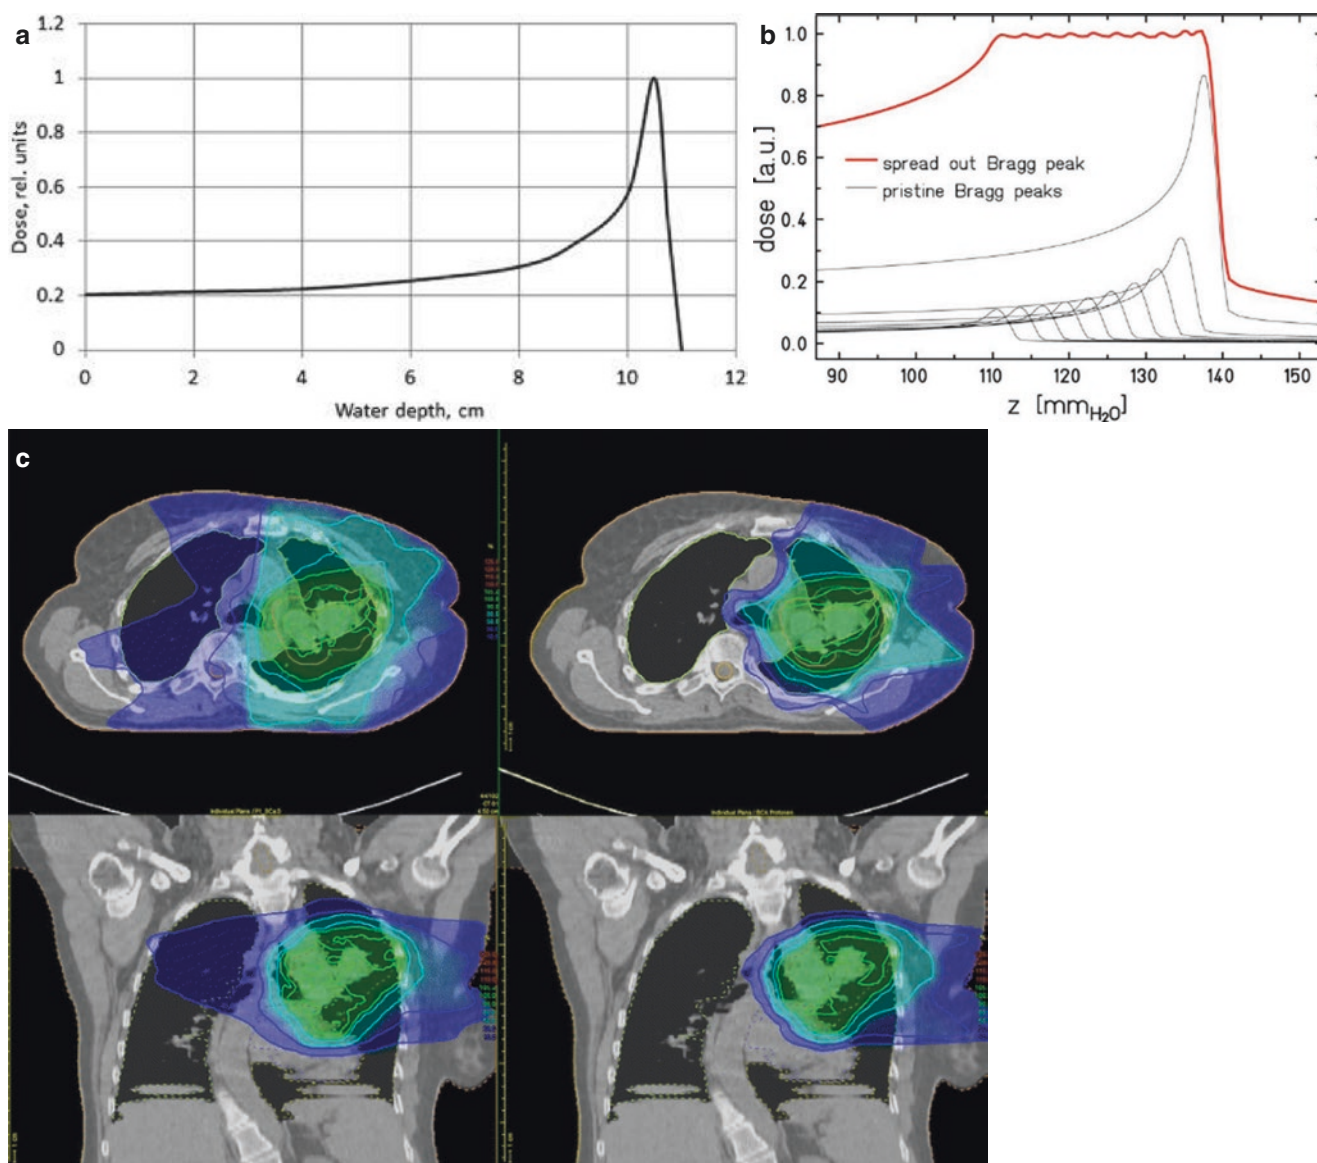 a
1.2
1
0.8
0.6
0.4
0.2
0
Dose, rel. units
0 2 4 6 8 10 12
Water depth, cm
b
1.0
0.8
0.6
0.4
0.2
0.0
dose [a.u.]
spread out Bragg peak
pristine Bragg peaks
90 100 110 120 130 140 150
z [mmH₂O]
c